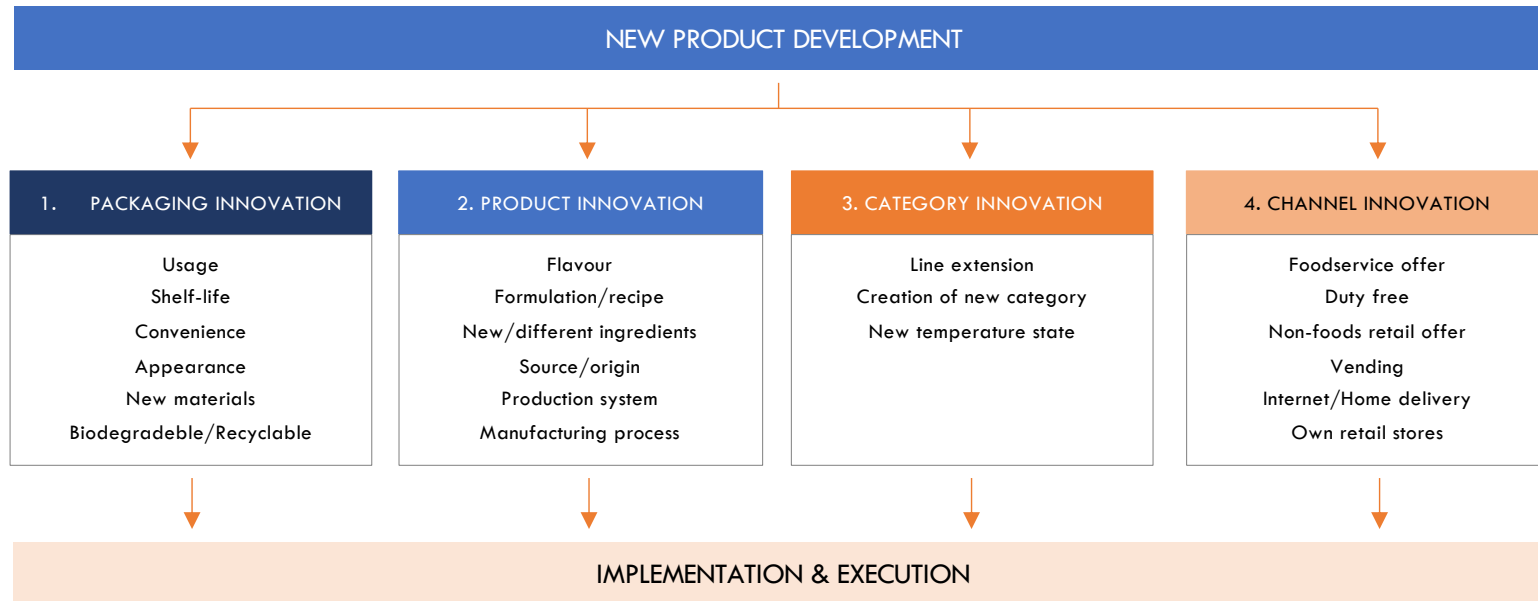 NEW PRODUCT DEVELOPMENT
1. PACKAGING INNOVATION
Usage
Shelf-life
Convenience
Appearance
New materials
Biodegradeble/Recyclable
2. PRODUCT INNOVATION
Flavour
Formulation/recipe
New/different ingredients
Source/origin
Production system
Manufacturing process
3. CATEGORY INNOVATION
Line extension
Creation of new category
New temperature state
4. CHANNEL INNOVATION
Foodservice offer
Duty free
Non-foods retail offer
Vending
Internet/Home delivery
Own retail stores
IMPLEMENTATION & EXECUTION